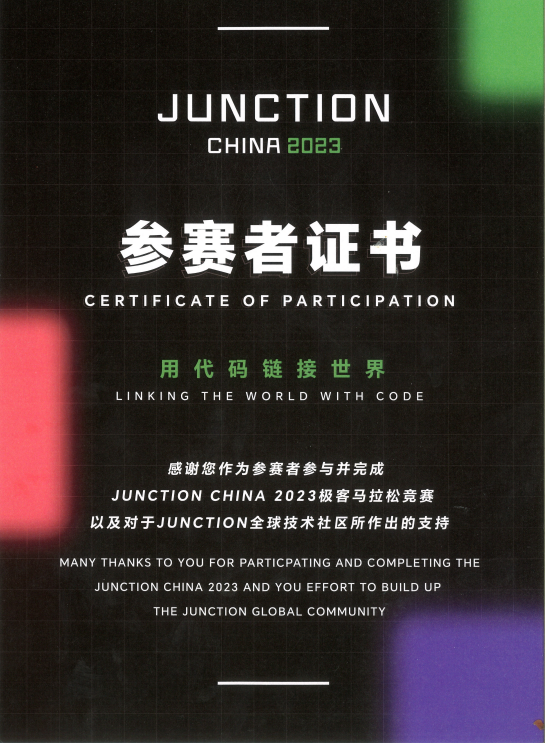 JUNCTION
CHINA 2023
参赛者证书
CERTIFICATE OF PARTICIPATION
用代码链接世界
LINKING THE WORLD WITH CODE
感谢您作为参赛者参与并完成
JUNCTION CHINA 2023极客马拉松竞赛
以及对于JUNCTION全球技术社区所作出的支持
MANY THANKS TO YOU FOR PARTICPATING AND COMPLETING THE
JUNCTION CHINA 2023 AND YOU EFFORT TO BUILD UP
THE JUNCTION GLOBAL COMMUNITY